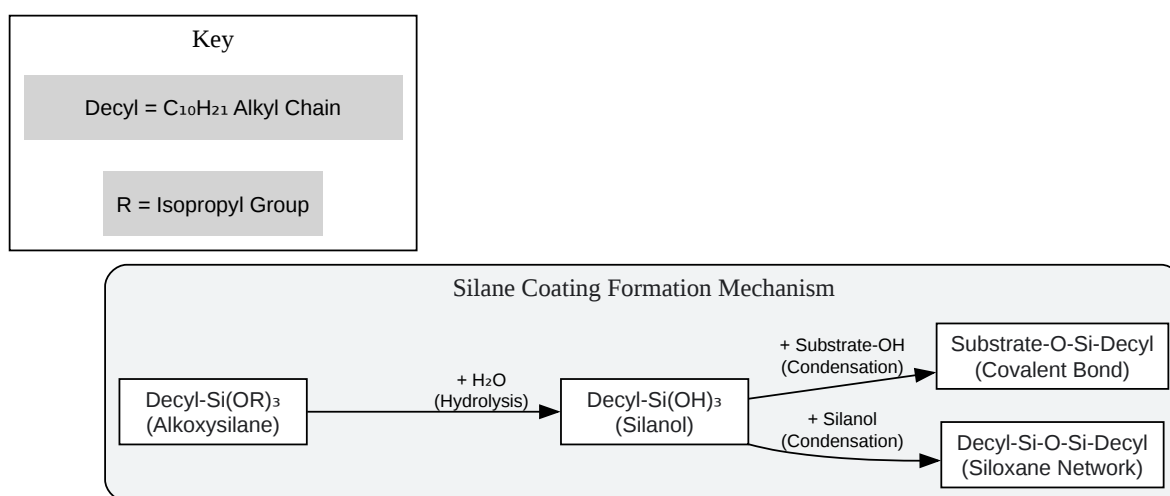 Key
Decyl = C₁₀H₂₁ Alkyl Chain
R = Isopropyl Group
Silane Coating Formation Mechanism
Decyl-Si(OR)₃
(Alkoxysilane)
+ H₂O
(Hydrolysis)
Decyl-Si(OH)₃
(Silanol)
+ Substrate-OH
(Condensation)
Substrate-O-Si-Decyl
(Covalent Bond)
+ Silanol
(Condensation)
Decyl-Si-O-Si-Decyl
(Siloxane Network)